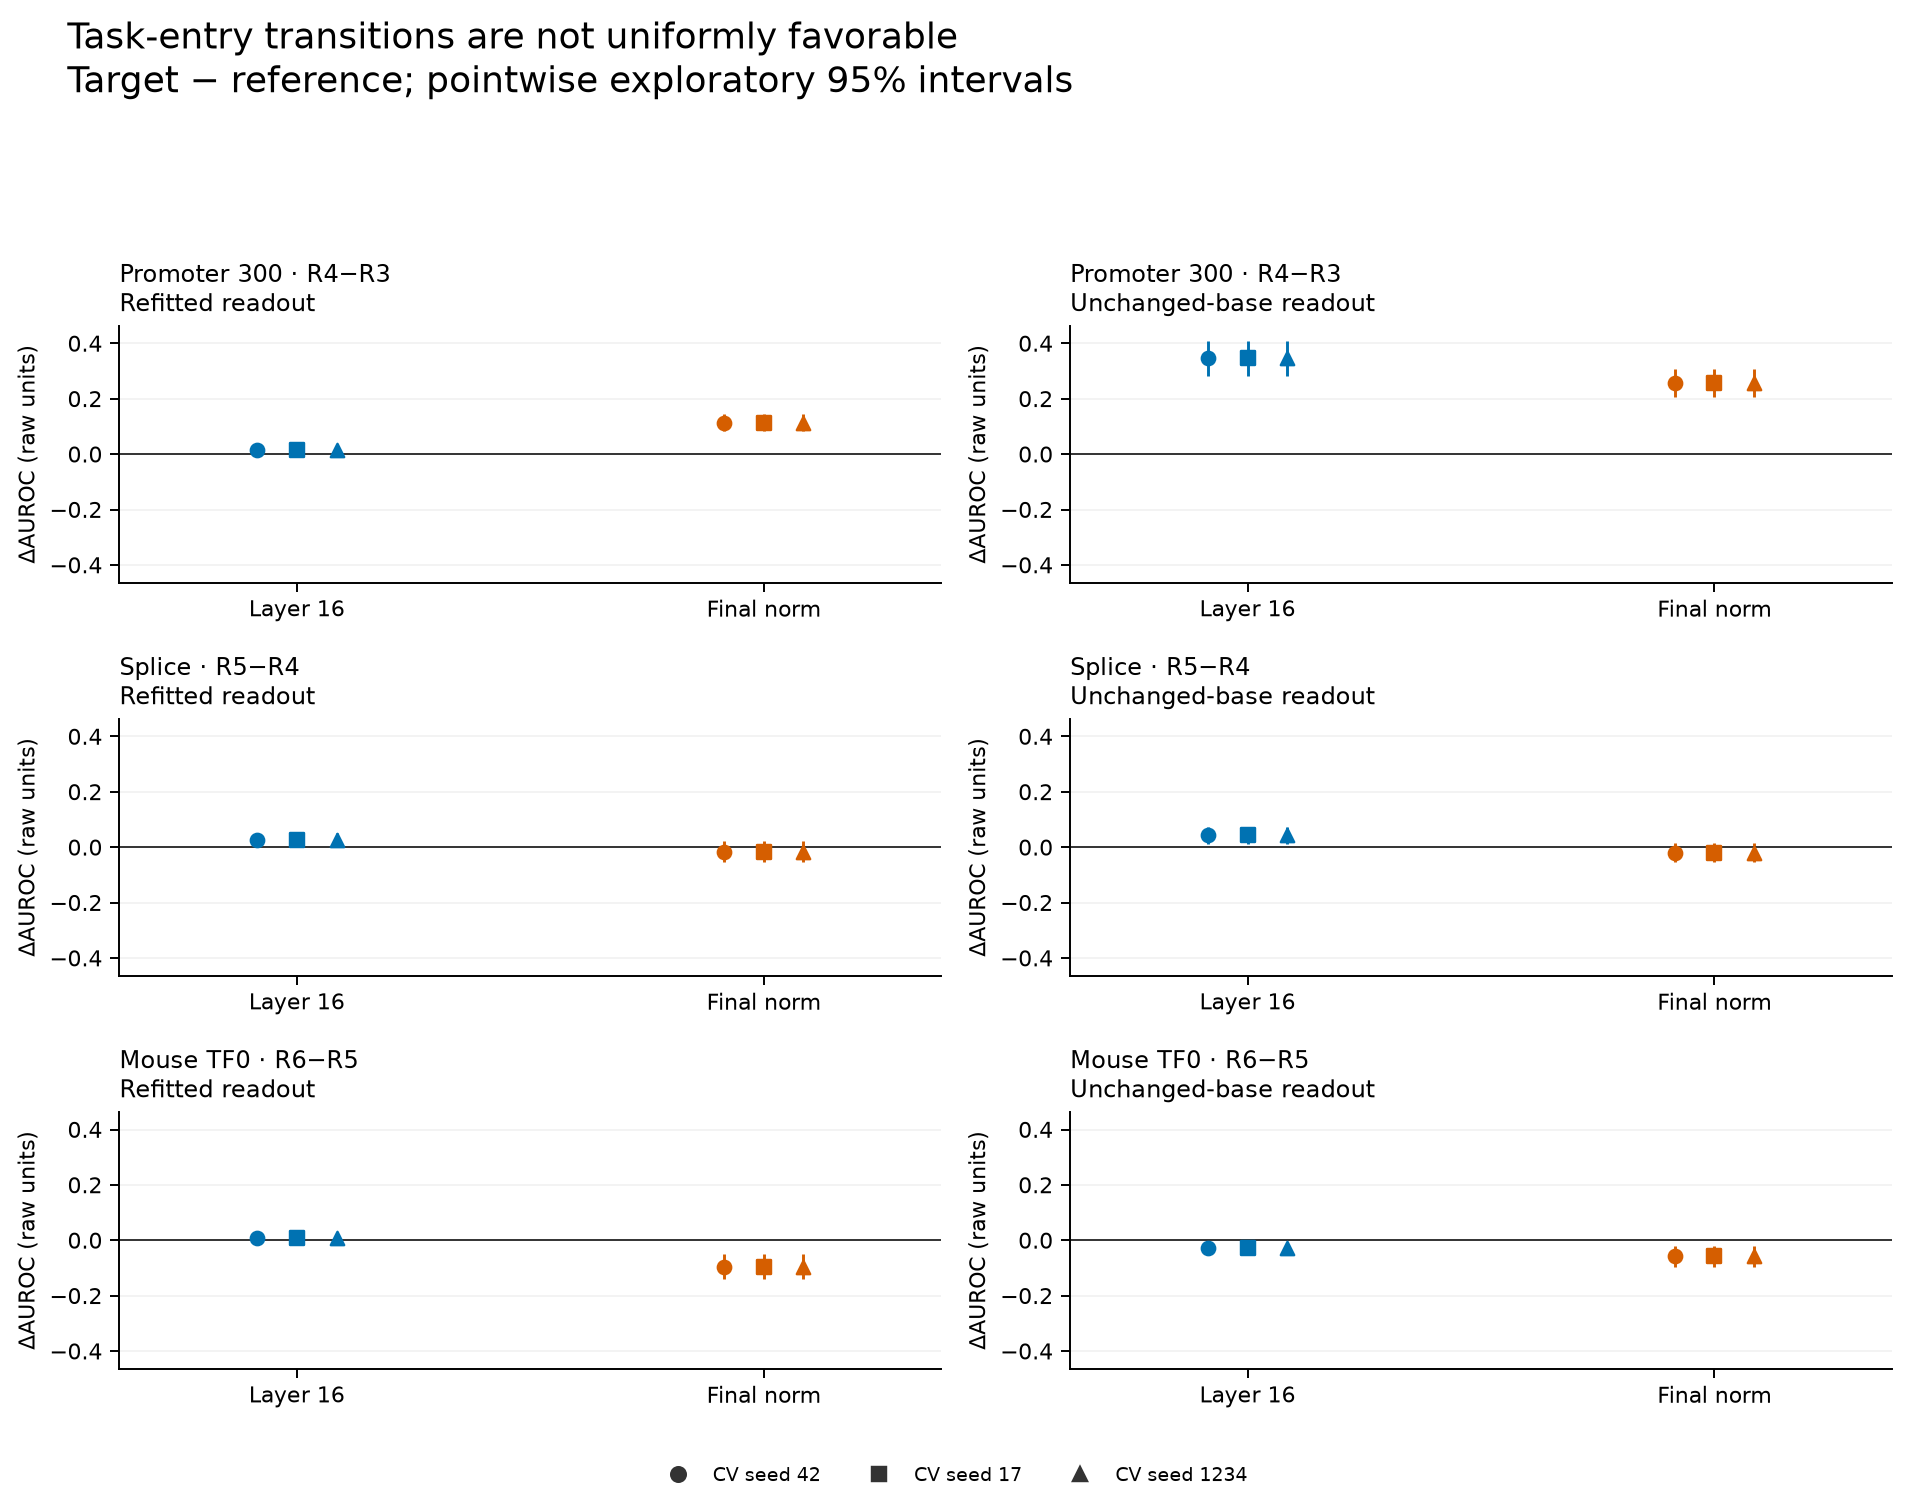 Task-entry transitions are not uniformly favorable
Target − reference; pointwise exploratory 95% intervals
Promoter 300 · R4−R3
Refitted readout
ΔAUROC (raw units)
0.4
0.2
0.0
−0.2
−0.4
Layer 16
Final norm
Promoter 300 · R4−R3
Unchanged-base readout
ΔAUROC (raw units)
0.4
0.2
0.0
−0.2
−0.4
Layer 16
Final norm
Splice · R5−R4
Refitted readout
ΔAUROC (raw units)
0.4
0.2
0.0
−0.2
−0.4
Layer 16
Final norm
Splice · R5−R4
Unchanged-base readout
ΔAUROC (raw units)
0.4
0.2
0.0
−0.2
−0.4
Layer 16
Final norm
Mouse TF0 · R6−R5
Refitted readout
ΔAUROC (raw units)
0.4
0.2
0.0
−0.2
−0.4
Layer 16
Final norm
Mouse TF0 · R6−R5
Unchanged-base readout
ΔAUROC (raw units)
0.4
0.2
0.0
−0.2
−0.4
Layer 16
Final norm
CV seed 42
CV seed 17
CV seed 1234